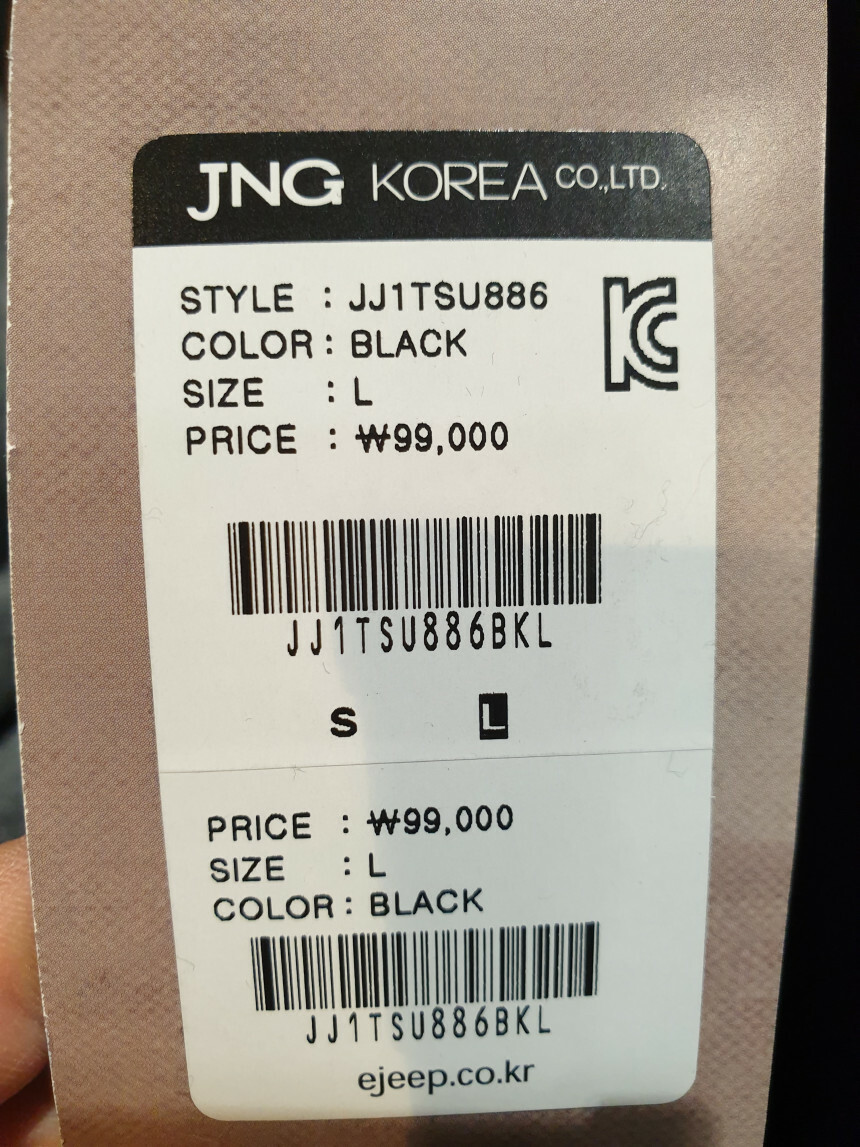 JNG KOREA CO.,LTD.
STYLE : JJ1TSU886
COLOR : BLACK
SIZE : L
PRICE : ₩99,000
JJ1TSU886BKL
S L
PRICE : ₩99,000
SIZE : L
COLOR : BLACK
JJ1TSU886BKL
ejeep.co.kr